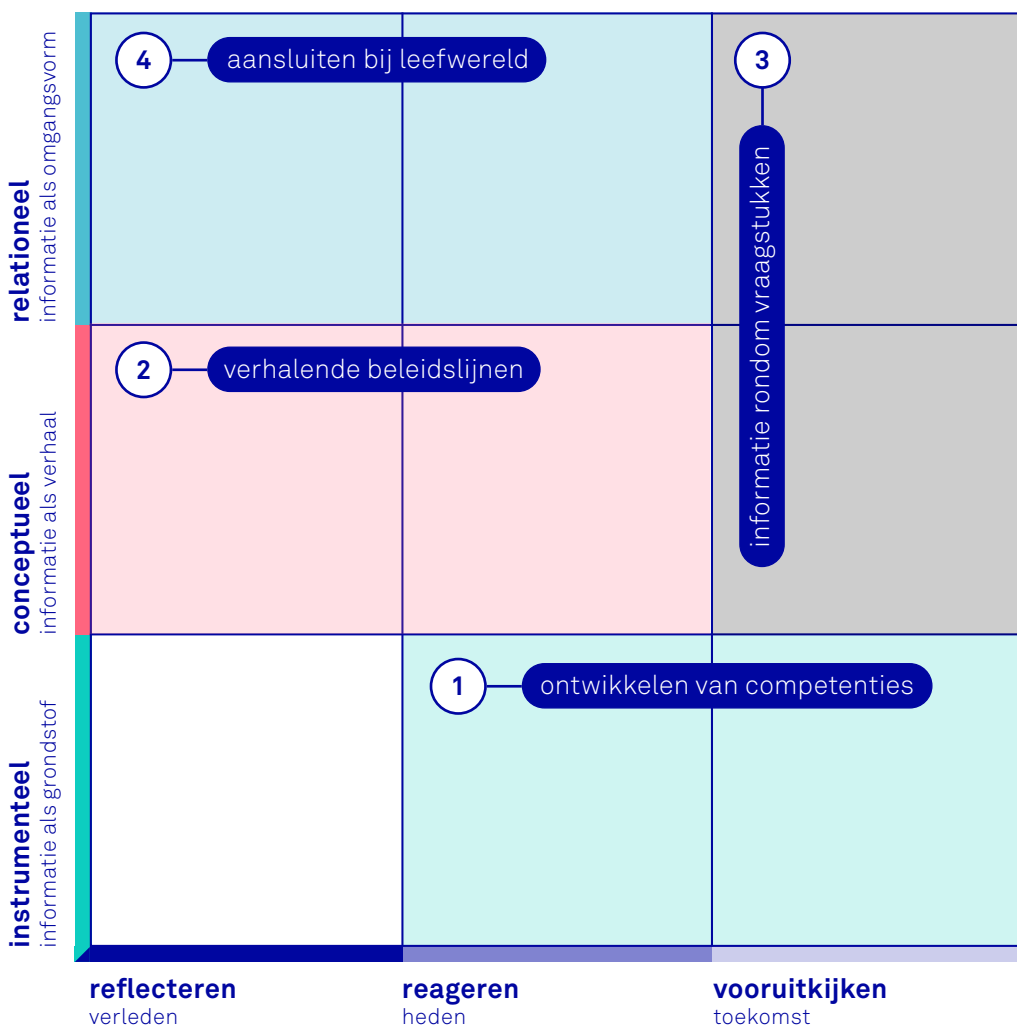 4
aansluiten bij leefwereld
3
informatie rondom vraagstukken
relationeel
informatie als omgangsvorm
2
verhalende beleidslijnen
conceptueel
informatie als verhaal
1
ontwikkelen van competenties
instrumenteel
informatie als grondstof
reflecteren
verleden
reageren
heden
vooruitkijken
toekomst